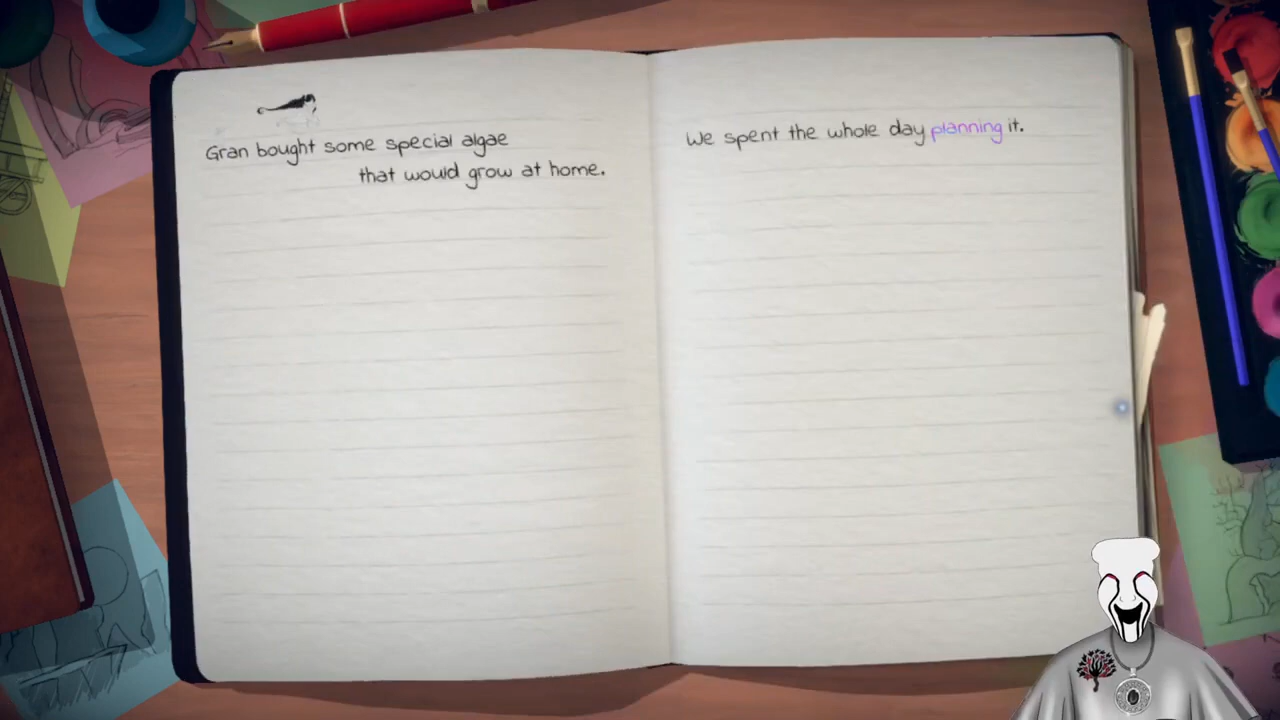 Gran bought some special algae
that would grow at home.
We spent the whole day planning it.